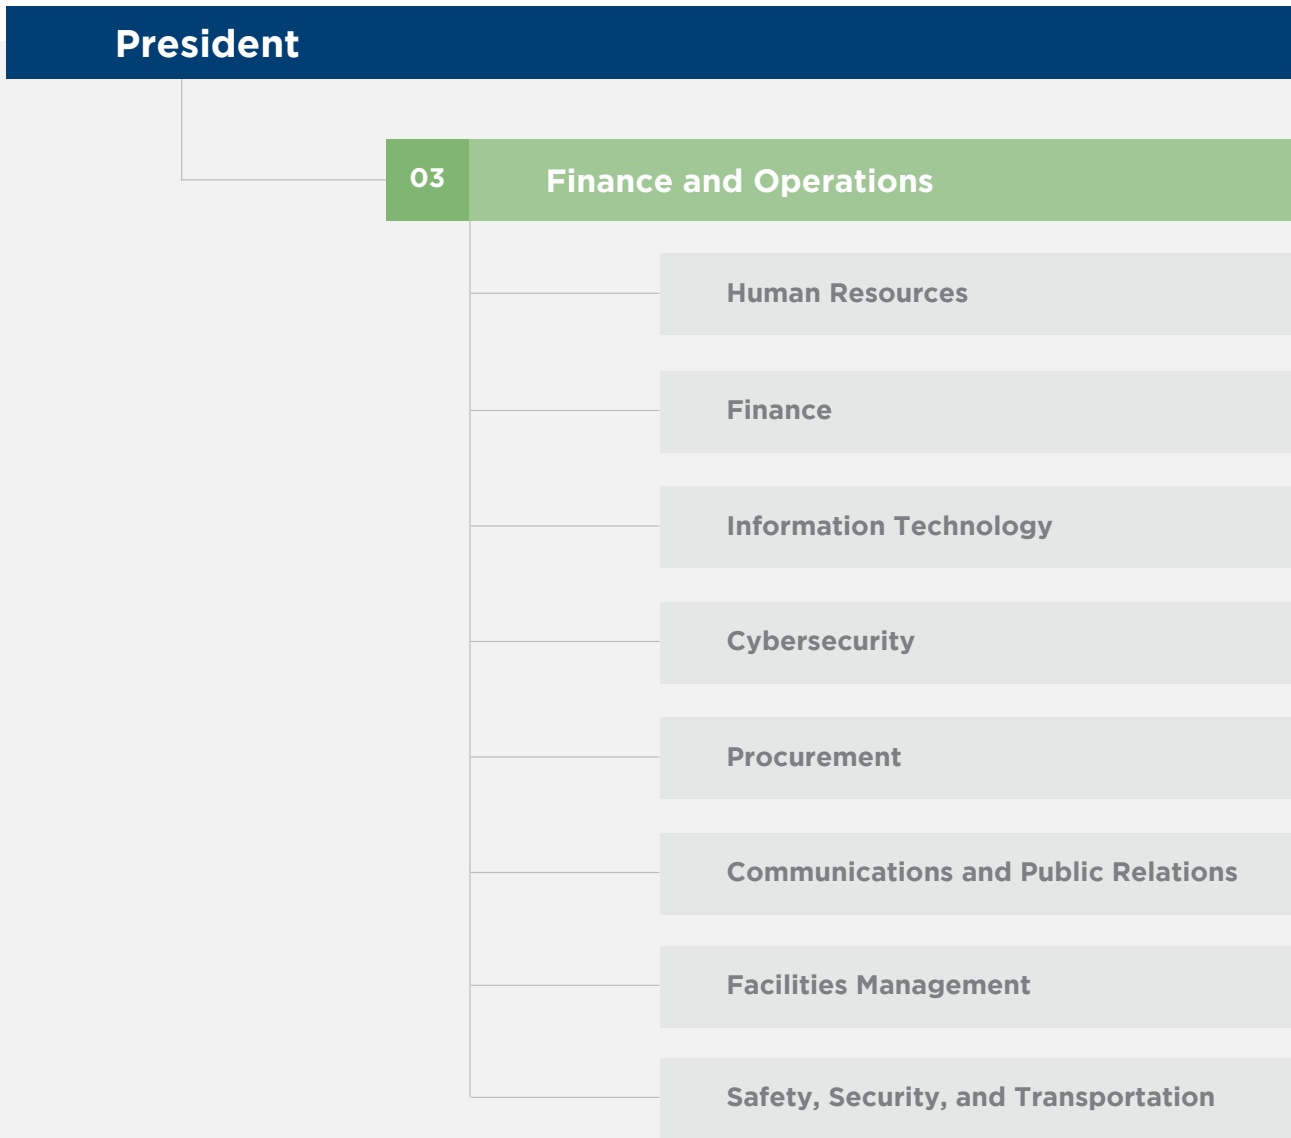 President
03
Finance and Operations
Human Resources
Finance
Information Technology
Cybersecurity
Procurement
Communications and Public Relations
Facilities Management
Safety, Security, and Transportation